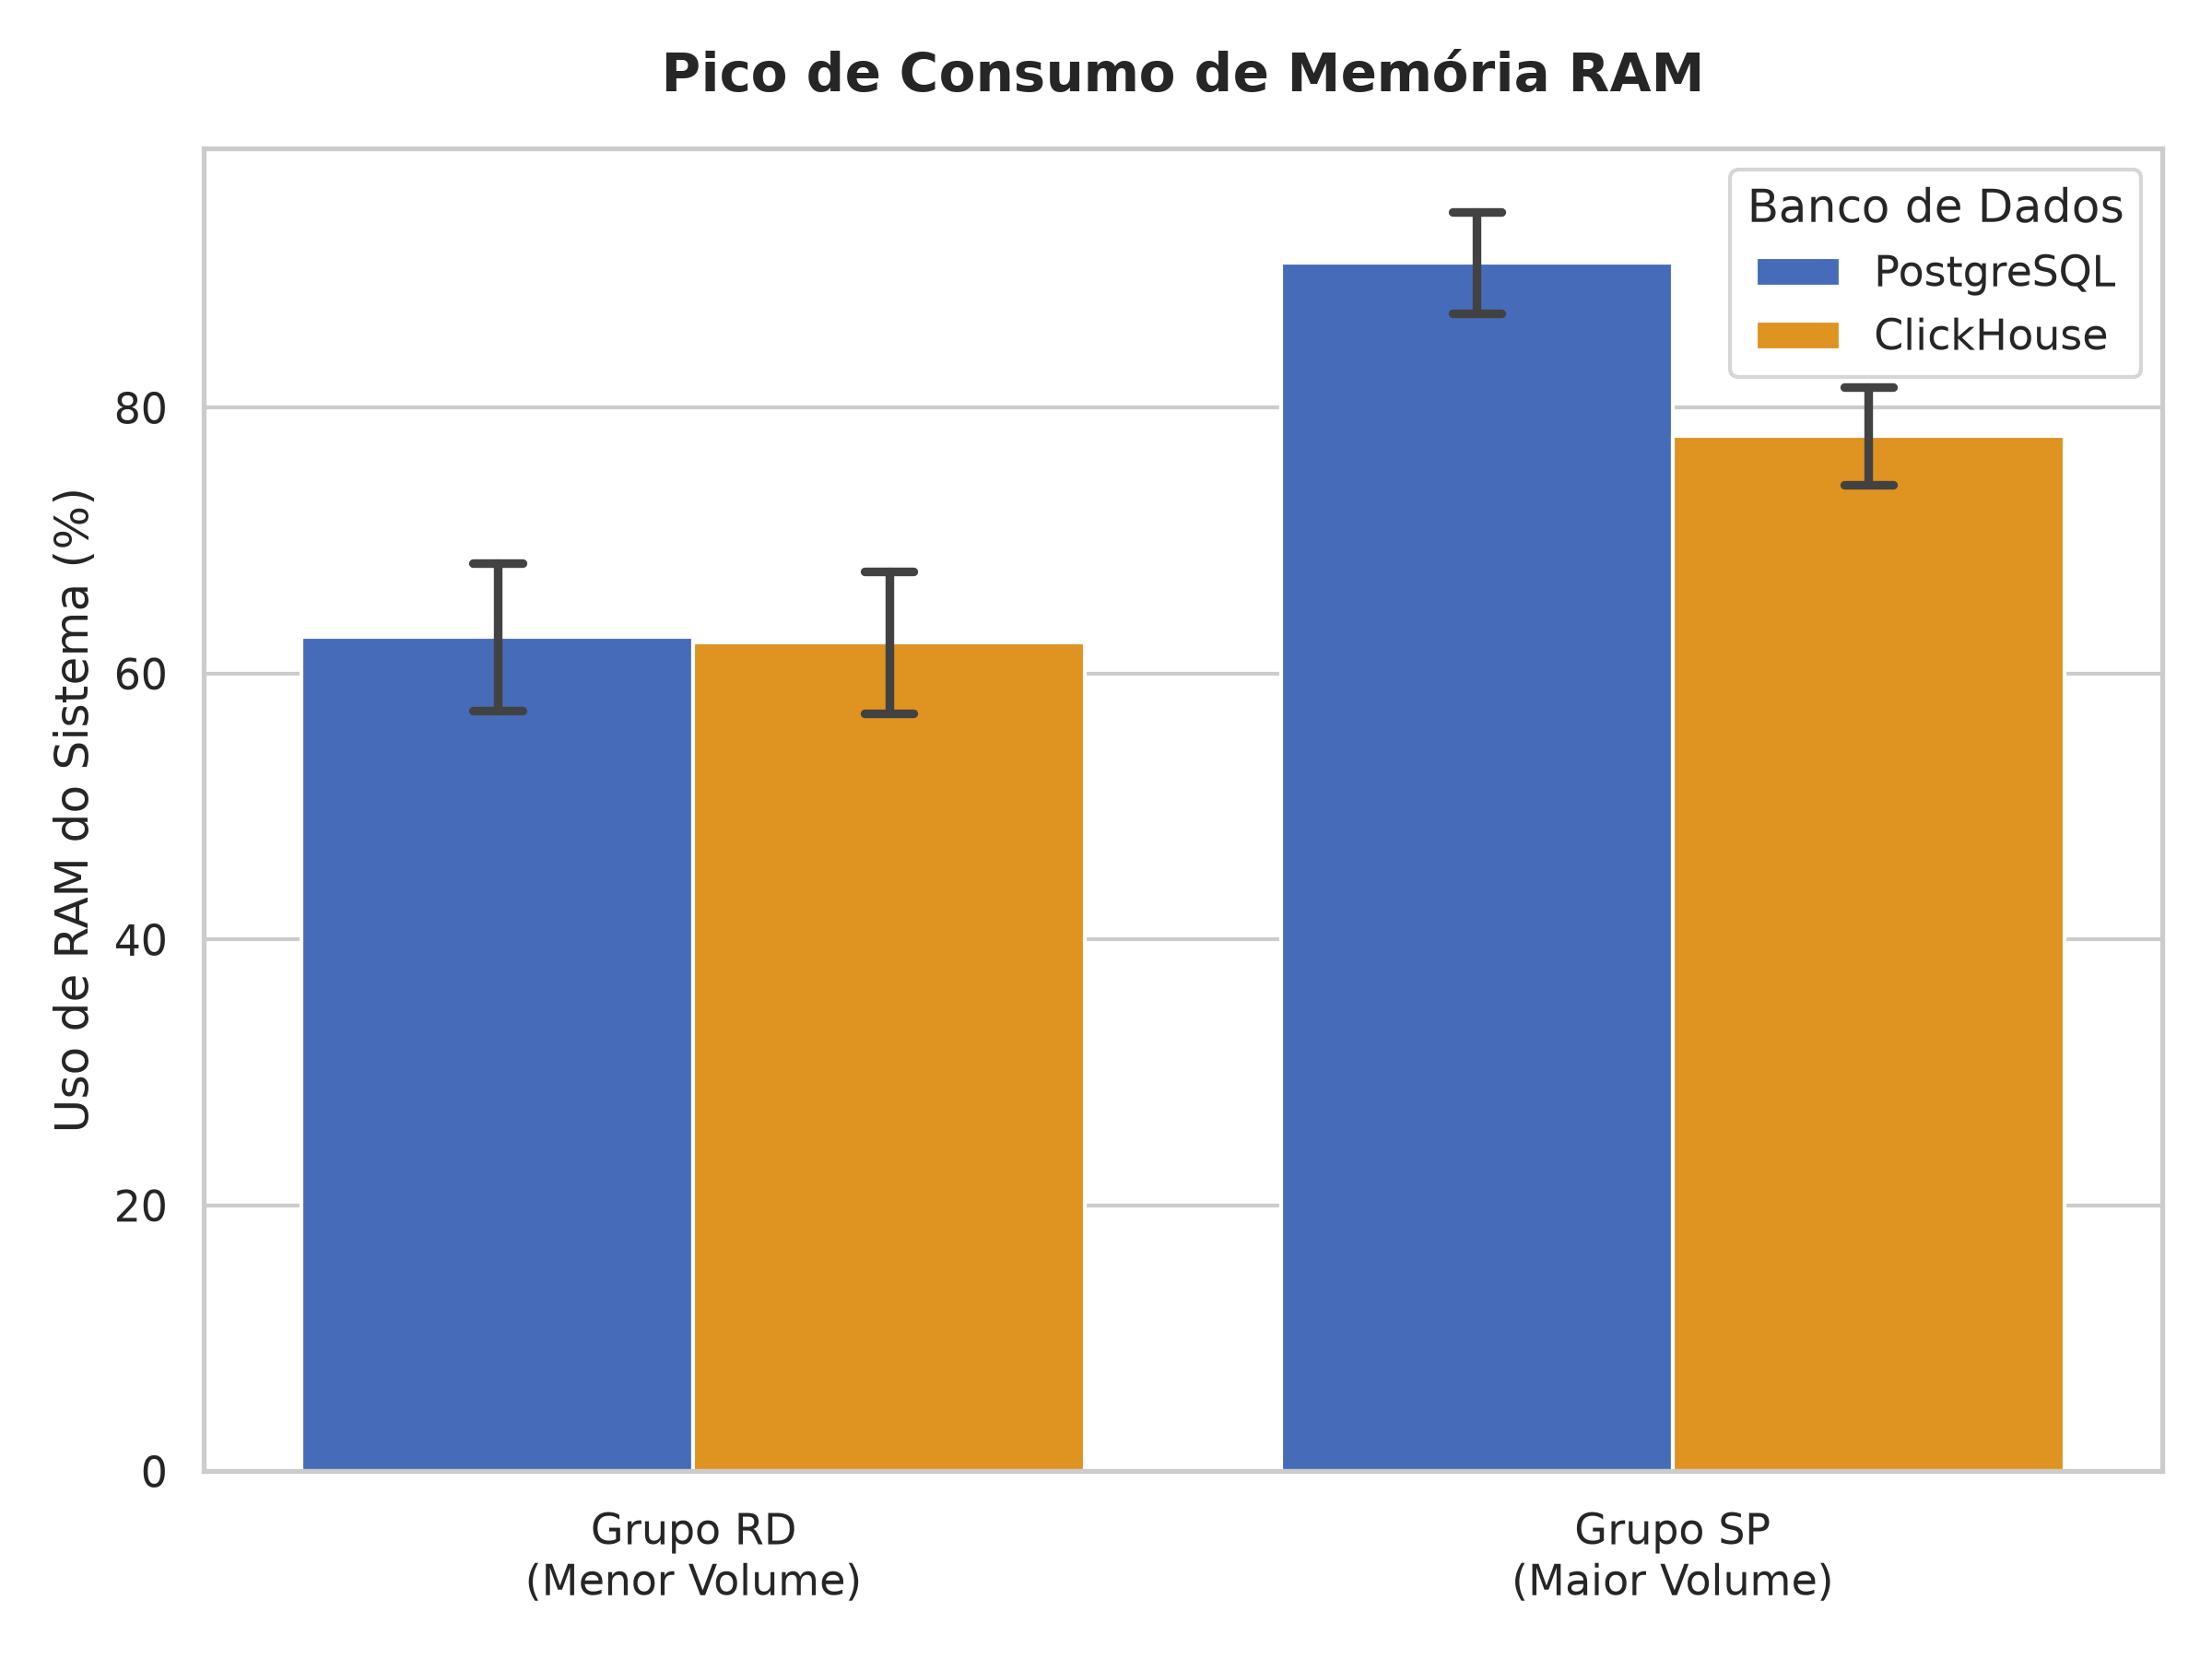 Pico de Consumo de Memória RAM
Banco de Dados
PostgreSQL
ClickHouse
Uso de RAM do Sistema (%)
80
60
40
20
0
Grupo RD
(Menor Volume)
Grupo SP
(Maior Volume)